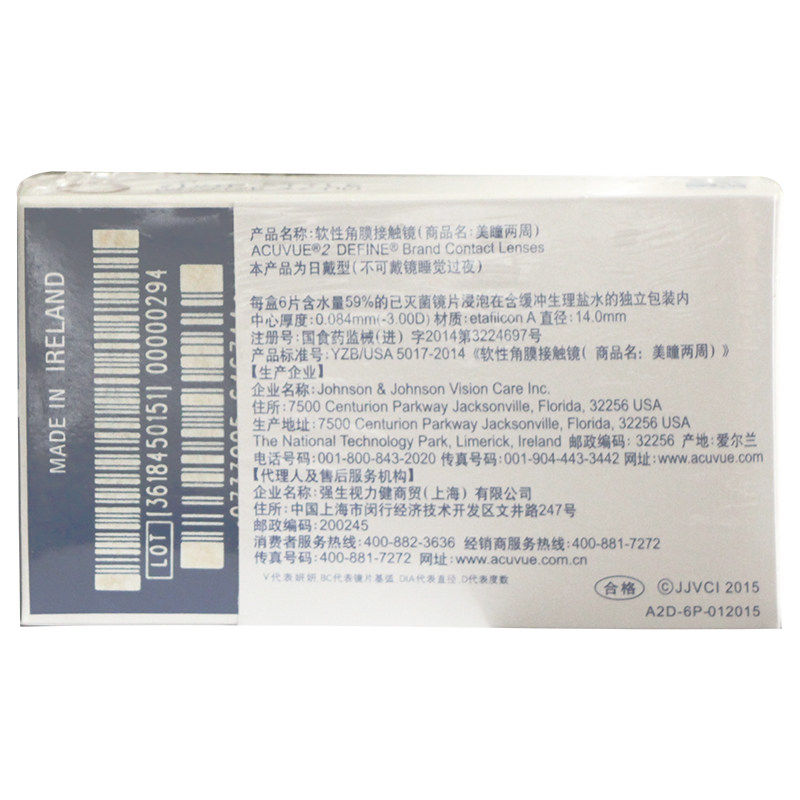 MADE IN IRELAND
LOT 3618450151 00000294
产品名称: 软性角膜接触镜(商品名: 美瞳两周)
ACUVUE®2 DEFINE® Brand Contact Lenses
本产品为日戴型(不可戴镜睡觉过夜)
每盒6片含水量59%的已灭菌镜片浸泡在含缓冲生理盐水的独立包装内
中心厚度: 0.084mm(-3.00D) 材质: etafilcon A 直径: 14.0mm
注册号: 国食药监械(进) 字2014第3224697号
产品标准号: YZB/USA 5017-2014 《软性角膜接触镜( 商品名: 美瞳两周) 》
【生产企业】
企业名称: Johnson & Johnson Vision Care Inc.
住所: 7500 Centurion Parkway Jacksonville, Florida, 32256 USA
生产地址: 7500 Centurion Parkway Jacksonville, Florida, 32256 USA
The National Technology Park, Limerick, Ireland 邮政编码: 32256 产地: 爱尔兰
电话号码: 001-800-843-2020 传真号码: 001-904-443-3442 网址: www.acuvue.com
【代理人及售后服务机构】
企业名称: 强生视力健商贸(上海) 有限公司
住所: 中国上海市闵行经济技术开发区文井路247号
邮政编码: 200245
消费者服务热线: 400-882-3636 经销商服务热线: 400-881-7272
传真号码: 400-881-7272 网址: www.acuvue.com.cn
V代表妍妍, BC代表镜片基弧, DIA代表直径, D代表度数
合格 ©JJVCI 2015
A2D-6P-012015